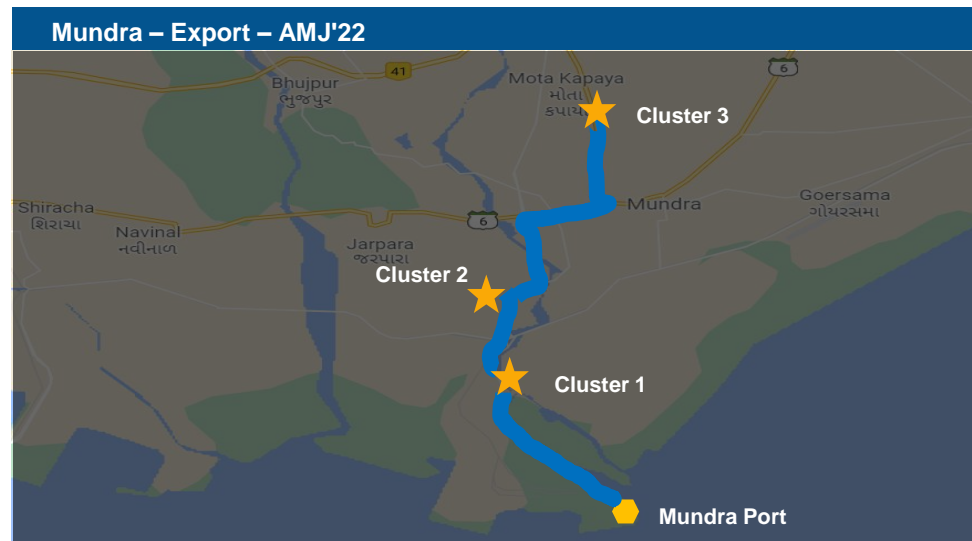 Mundra – Export – AMJ'22
41
6
Bhujpur
ભુજપુર
Mota Kapaya
મોતા
કપાયા
Cluster 3
Shiracha
શિરાચા
Navinal
નવીનાળ
6
Mundra
Goersama
ગોયરસમા
Jarpara
જરપારા
Cluster 2
Cluster 1
Mundra Port